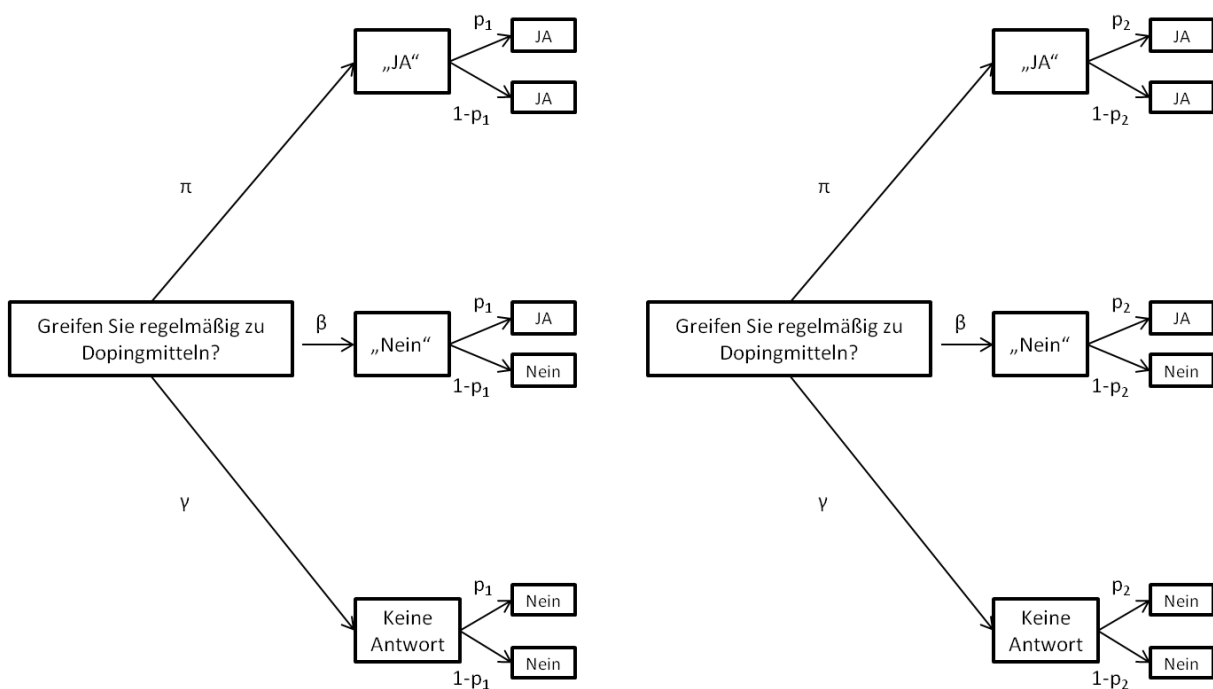 p1
JA
„JA“
JA
1-p1
π
p1
JA
Greifen Sie regelmäßig zu
Dopingmitteln?
β
„Nein“
Nein
1-p1
γ
p1
Nein
Keine
Antwort
Nein
1-p1
p2
JA
„JA“
JA
1-p2
π
p2
JA
Greifen Sie regelmäßig zu
Dopingmitteln?
β
„Nein“
Nein
1-p2
γ
p2
Nein
Keine
Antwort
Nein
1-p2